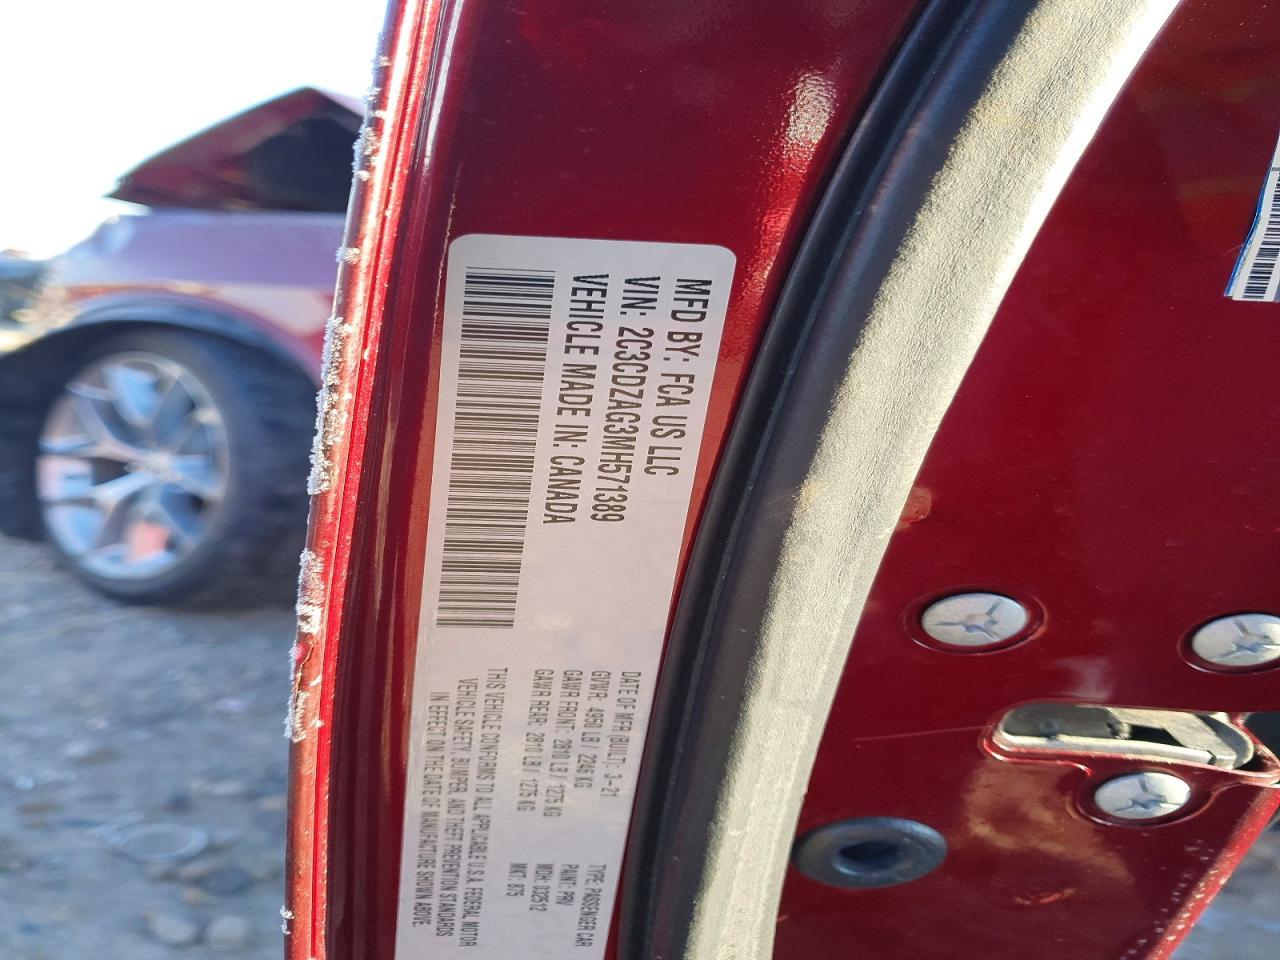 MFD BY: FCA US LLC
VIN: 2C3CDZAG3MH571389
VEHICLE MADE IN: CANADA
DATE OF MFR (BUILT): 3-21
GVWR: 4950 LB / 2246 KG
GAWR FRONT: 2810 LB / 1275 KG
GAWR REAR: 2810 LB / 1275 KG
TYPE: PASSENGER CAR
PAINT: PRV
MDH: 032512
MKT: 875
THIS VEHICLE CONFORMS TO ALL APPLICABLE U.S.A. FEDERAL MOTOR
VEHICLE SAFETY, BUMPER, AND THEFT PREVENTION STANDARDS
IN EFFECT ON THE DATE OF MANUFACTURE SHOWN ABOVE.